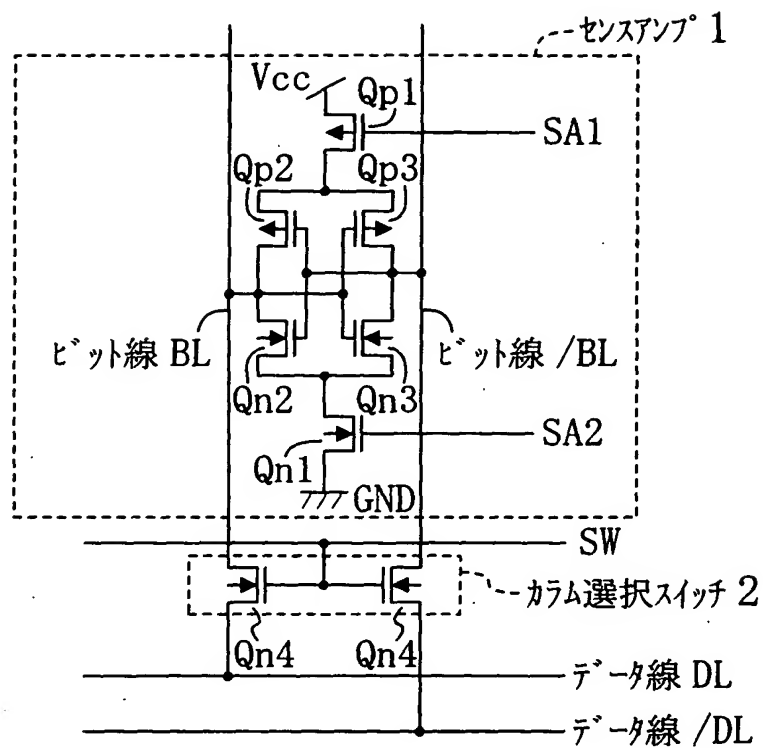 センスアンプ 1
Vcc
Qp1
SA1
Qp2
Qp3
ビット線 BL
ビット線 /BL
Qn2
Qn3
SA2
Qn1
GND
SW
カラム選択スイッチ 2
Qn4
Qn4
データ線 DL
データ線 /DL